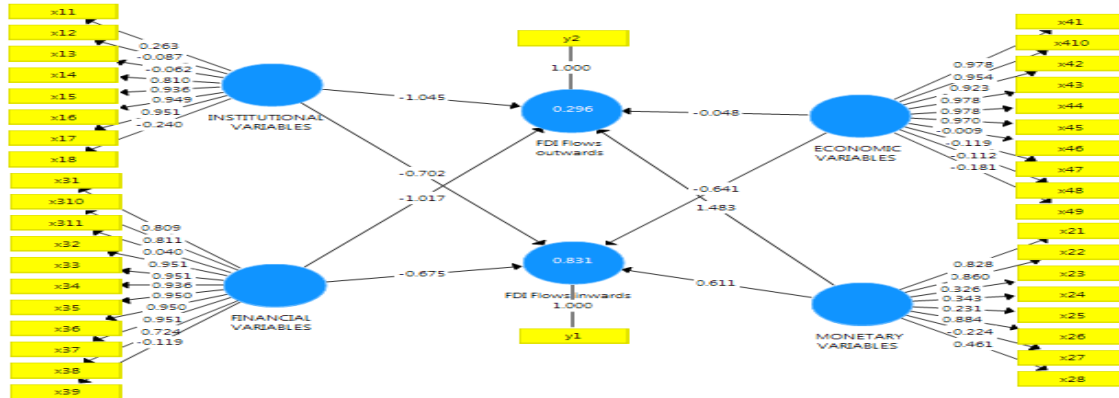 x11
x12
x13
x14
x15
x16
x17
x18
0.263
-0.087
-0.062
0.810
0.936
0.949
0.951
-0.240
INSTITUTIONAL
VARIABLES
x31
x310
x311
x32
x33
x34
x35
x36
x37
x38
x39
0.809
0.811
0.040
0.951
0.951
0.936
0.950
0.950
0.951
0.724
-0.119
FINANCIAL
VARIABLES
y2
1.000
0.296
FDI Flows
outwards
-1.045
-0.048
-0.702
-1.017
-0.641
1.483
-0.675
0.611
0.831
FDI Flows inwards
1.000
y1
ECONOMIC
VARIABLES
0.978
0.954
0.923
0.978
0.978
0.970
-0.009
-0.119
-0.112
-0.181
x41
x410
x42
x43
x44
x45
x46
x47
x48
x49
MONETARY
VARIABLES
0.828
0.860
0.326
0.343
0.231
0.884
-0.224
0.461
x21
x22
x23
x24
x25
x26
x27
x28